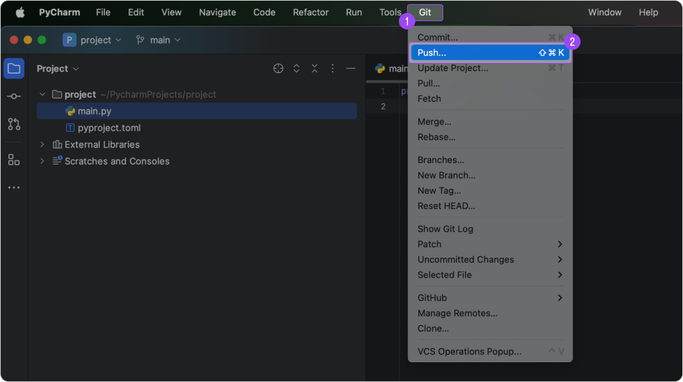 PyCharm File Edit View Navigate Code Refactor Run Tools Git Window Help
1
P project main
Commit... ⌘ K
2
Push... ⇧ ⌘ K
Project
main
Update Project... ⌘ T
Pull...
1 p
project ~/PycharmProjects/project
Fetch
2
main.py
Merge...
pyproject.toml
Rebase...
External Libraries
Scratches and Consoles
Branches...
New Branch...
New Tag...
Reset HEAD...
Show Git Log
Patch
Uncommitted Changes
Selected File
GitHub
Manage Remotes...
Clone...
VCS Operations Popup... ⌃ V